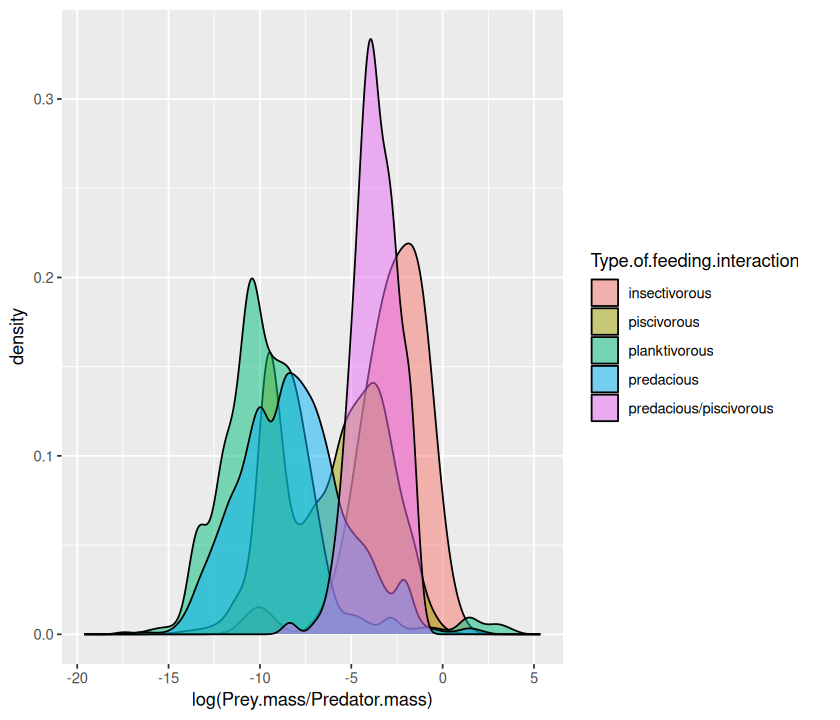 0.3
0.2
0.1
0.0
density
-20 -15 -10 -5 0 5
log(Prey.mass/Predator.mass)
Type.of.feeding.interaction
insectivorous
piscivorous
planktivorous
predacious
predacious/piscivorous